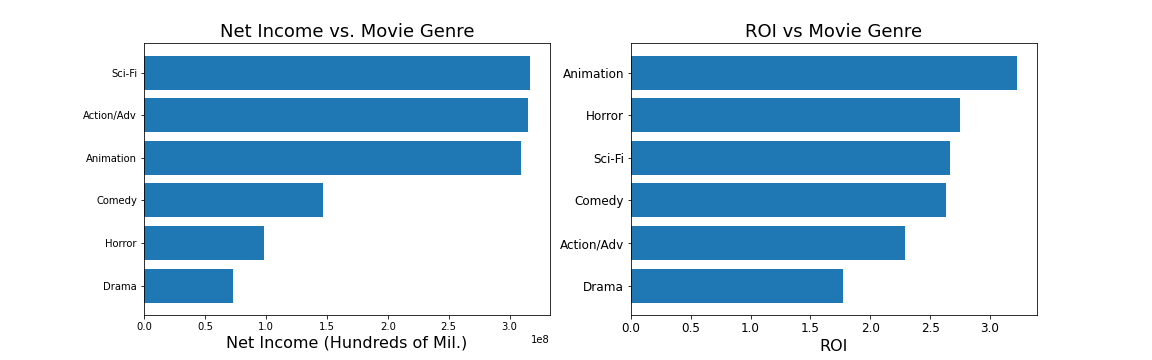 Net Income vs. Movie Genre
Sci-Fi
Action/Adv
Animation
Comedy
Horror
Drama
0.0 0.5 1.0 1.5 2.0 2.5 3.0
1e8
Net Income (Hundreds of Mil.)
ROI vs Movie Genre
Animation
Horror
Sci-Fi
Comedy
Action/Adv
Drama
0.0 0.5 1.0 1.5 2.0 2.5 3.0
ROI